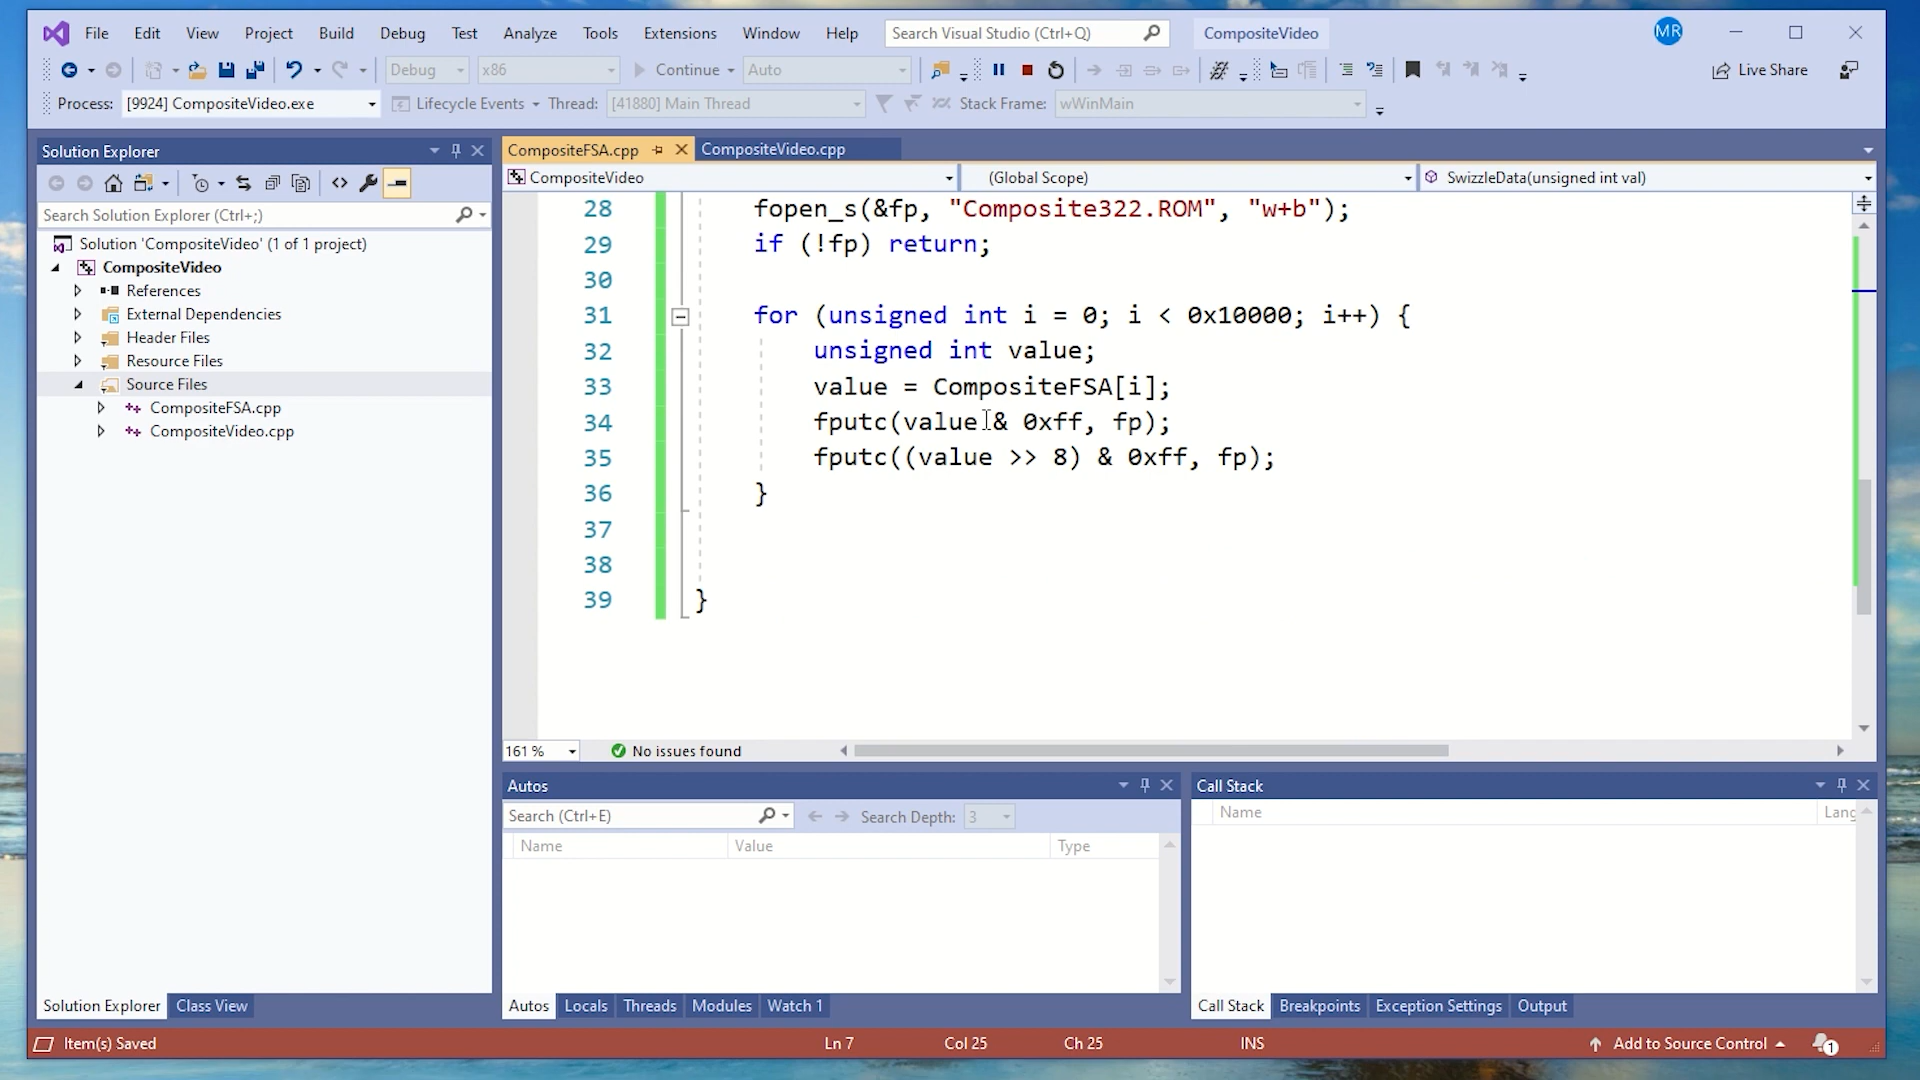 File Edit View Project Build Debug Test Analyze Tools Extensions Window Help Search Visual Studio (Ctrl+Q) CompositeVideo MR
Debug x86 Continue Auto Live Share
Process: [9924] CompositeVideo.exe Lifecycle Events Thread: [41880] Main Thread Stack Frame: wWinMain
Solution Explorer
Search Solution Explorer (Ctrl+;)
Solution 'CompositeVideo' (1 of 1 project)
CompositeVideo
References
External Dependencies
Header Files
Resource Files
Source Files
CompositeFSA.cpp
CompositeVideo.cpp
Solution Explorer Class View
CompositeFSA.cpp CompositeVideo.cpp
CompositeVideo (Global Scope) SwizzleData(unsigned int val)
28 fopen_s(&fp, "Composite322.ROM", "w+b");
29 if (!fp) return;
30
31 for (unsigned int i = 0; i < 0x10000; i++) {
32 unsigned int value;
33 value = CompositeFSA[i];
34 fputc(value & 0xff, fp);
35 fputc((value >> 8) & 0xff, fp);
36 }
37
38
39 }
161 % No issues found
Autos
Search (Ctrl+E) Search Depth: 3
Name Value Type
Autos Locals Threads Modules Watch 1
Call Stack
Name Lang
Call Stack Breakpoints Exception Settings Output
Item(s) Saved Ln 7 Col 25 Ch 25 INS Add to Source Control 1